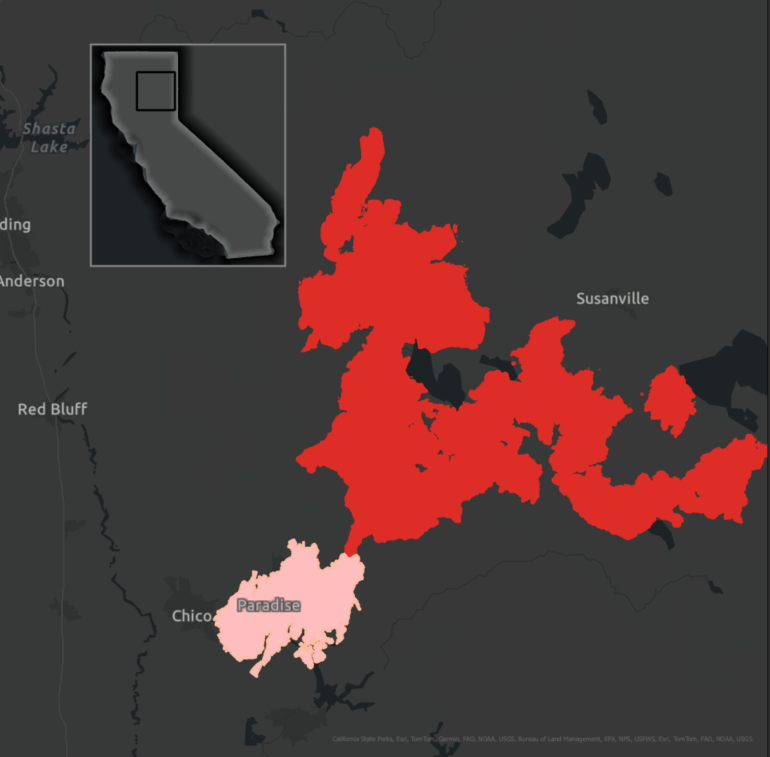 Shasta
Lake
ding
Anderson
Susanville
Red Bluff
Chico
Paradise
California State Parks, Esri, TomTom, Garmin, FAO, NOAA, USGS, Bureau of Land Management, EPA, NPS, USFWS, Esri, TomTom, FAO, NOAA, USGS